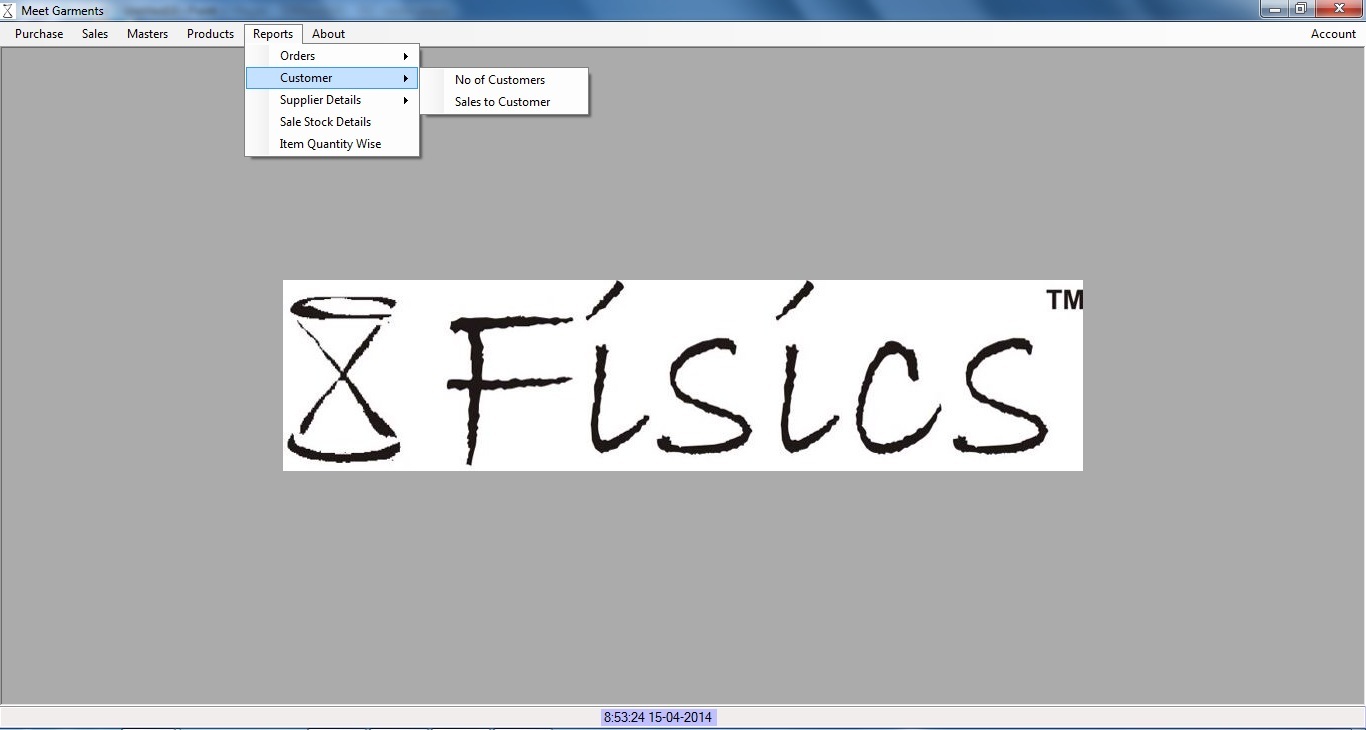 Meet Garments
Purchase Sales Masters Products Reports About Account
Orders
Customer
Supplier Details
Sale Stock Details
Item Quantity Wise
No of Customers
Sales to Customer
Físícs TM
8:53:24 15-04-2014